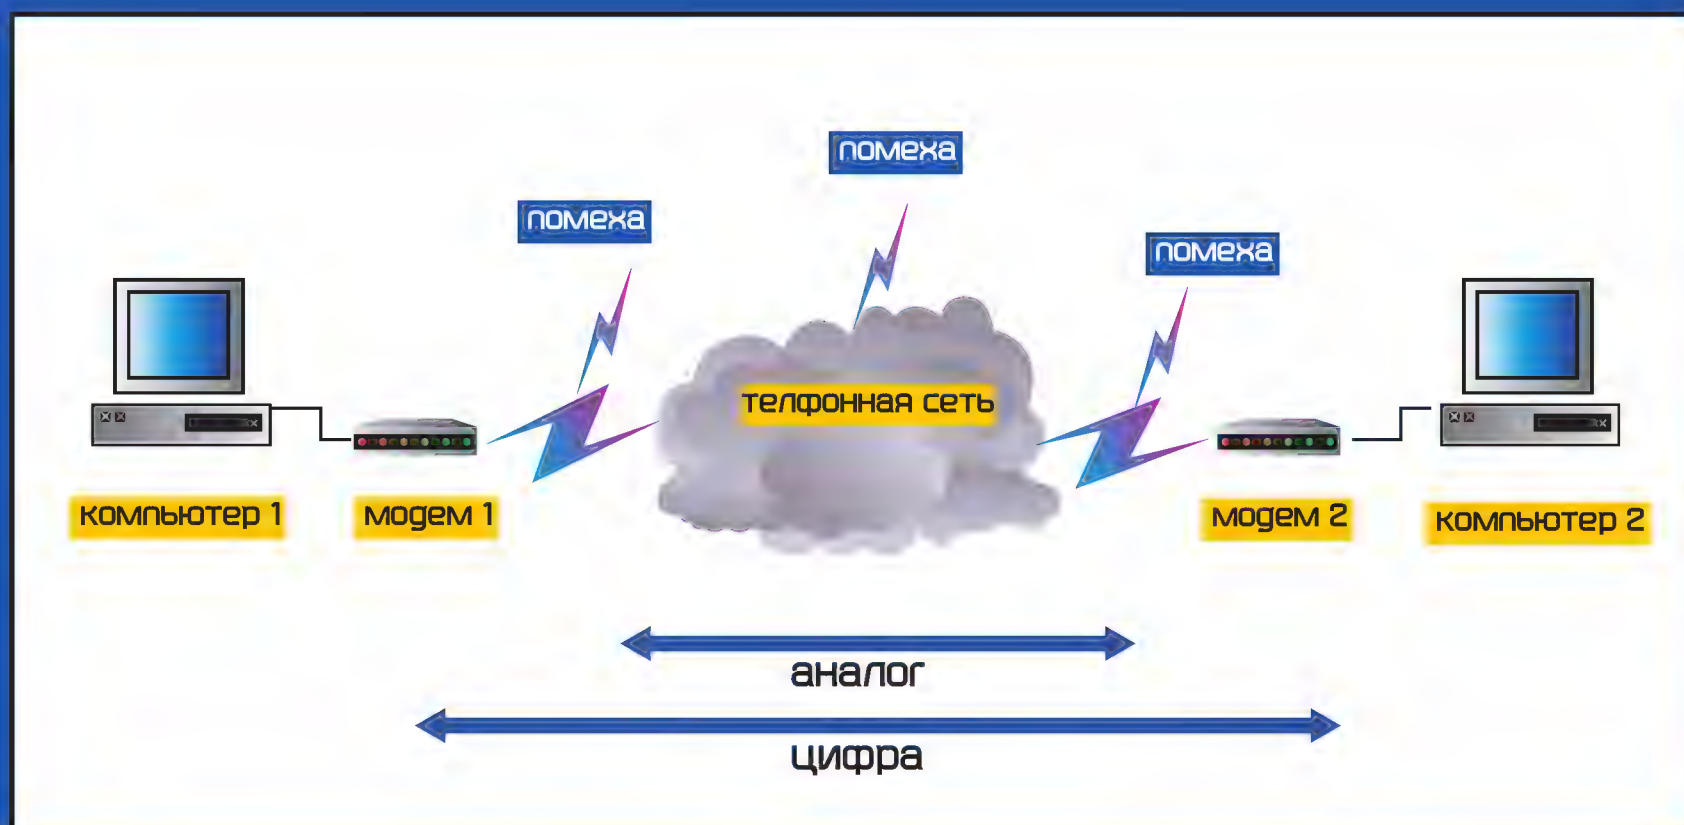 помеха
помеха
помеха
телфонная сеть
компьютер 1
модем 1
модем 2
компьютер 2
аналог
цифра